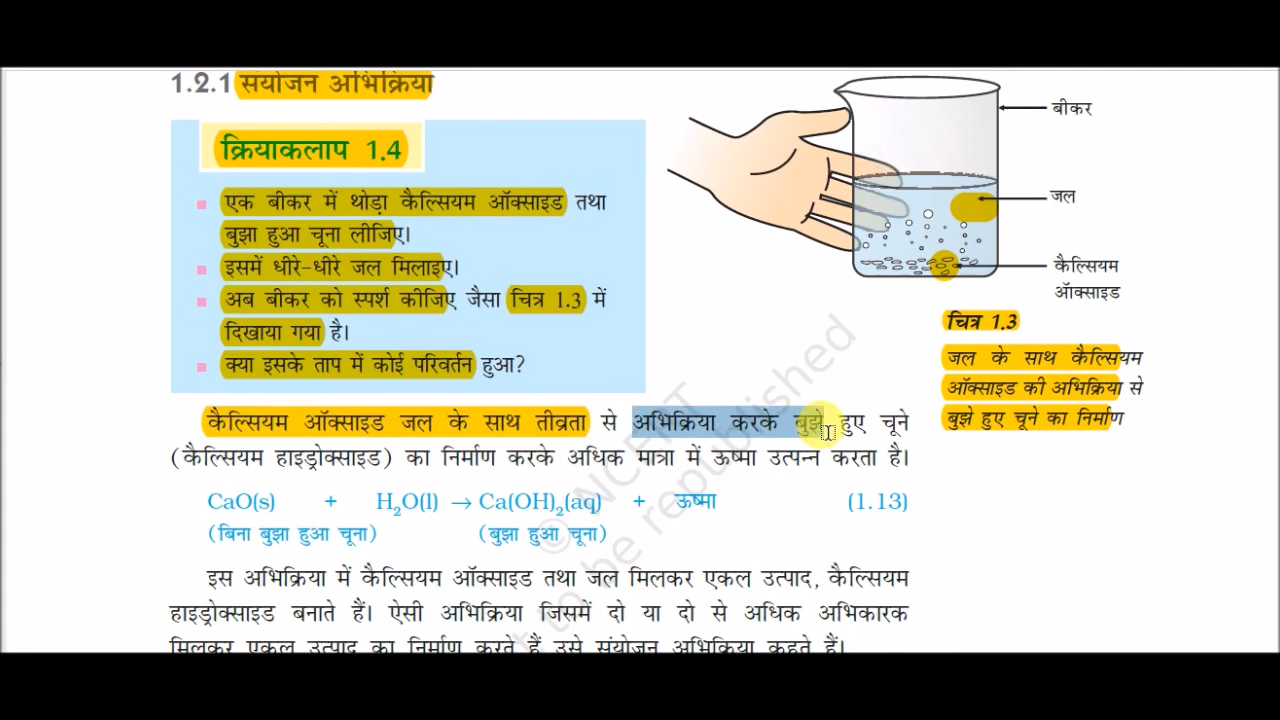 1.2.1 संयोजन अभिक्रिया
क्रियाकलाप 1.4
एक बीकर में थोड़ा कैल्सियम ऑक्साइड तथा
बुझा हुआ चूना लीजिए।
इसमें धीरे-धीरे जल मिलाइए।
अब बीकर को स्पर्श कीजिए जैसा चित्र 1.3 में
दिखाया गया है।
क्या इसके ताप में कोई परिवर्तन हुआ?
बीकर
जल
कैल्सियम
ऑक्साइड
चित्र 1.3
जल के साथ कैल्सियम
ऑक्साइड की अभिक्रिया से
बुझे हुए चूने का निर्माण
कैल्सियम ऑक्साइड जल के साथ तीव्रता से अभिक्रिया करके बुझे हुए चूने
(कैल्सियम हाइड्रोक्साइड) का निर्माण करके अधिक मात्रा में ऊष्मा उत्पन्न करता है।
CaO(s) + H₂O(l) → Ca(OH)₂(aq) + ऊष्मा (1.13)
(बिना बुझा हुआ चूना) (बुझा हुआ चूना)
इस अभिक्रिया में कैल्सियम ऑक्साइड तथा जल मिलकर एकल उत्पाद, कैल्सियम
हाइड्रोक्साइड बनाते हैं। ऐसी अभिक्रिया जिसमें दो या दो से अधिक अभिकारक
मिलकर एकल उत्पाद का निर्माण करते हैं उसे संयोजन अभिक्रिया कहते हैं।
© NCERT
t to be republished